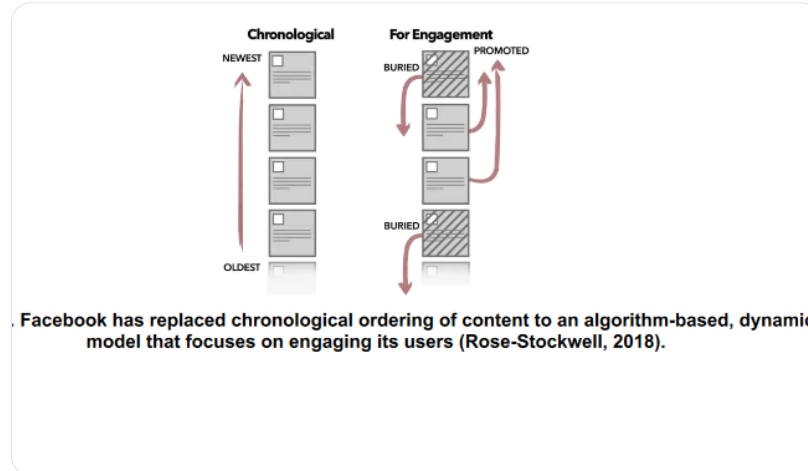 Chronological
For Engagement
NEWEST
OLDEST
BURIED
PROMOTED
BURIED
. Facebook has replaced chronological ordering of content to an algorithm-based, dynamic
model that focuses on engaging its users (Rose-Stockwell, 2018).